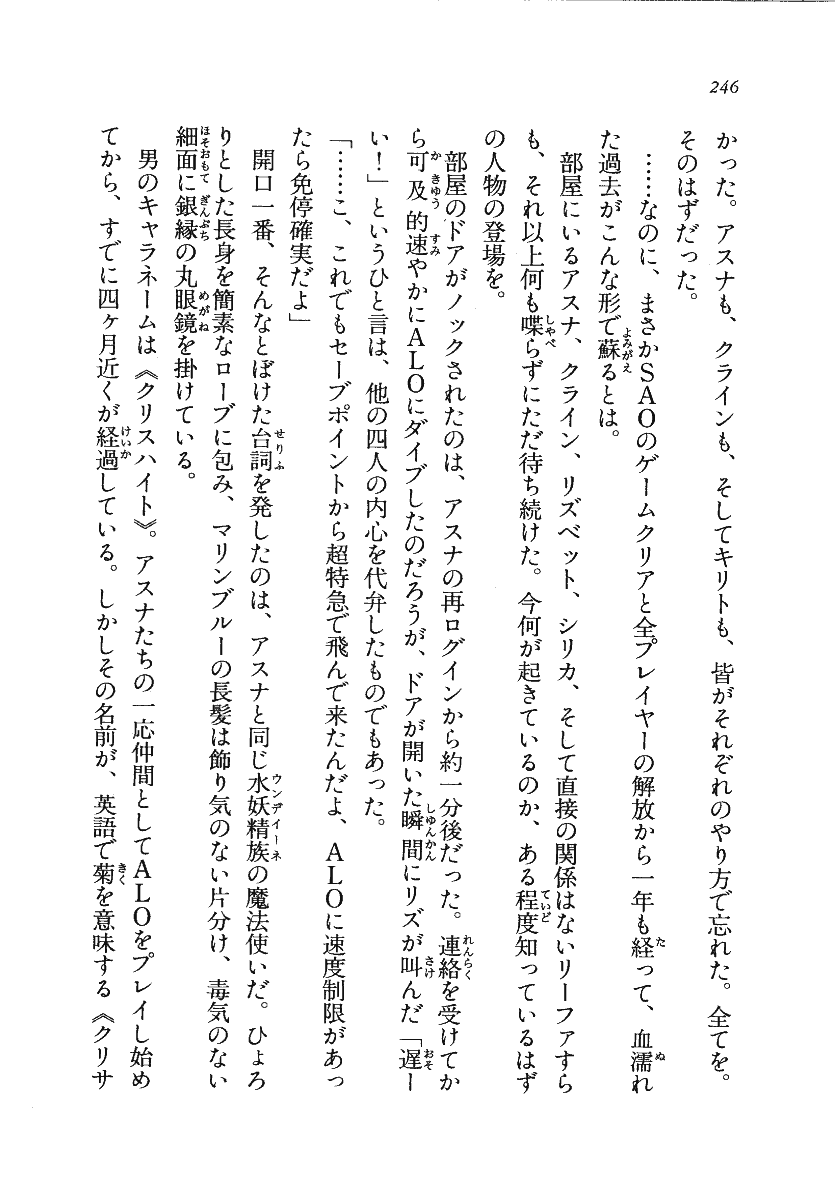 246
かった。アスナも、クラインも、そしてキリトも、皆がそれぞれのやり方で忘れた。全てを。
そのはずだった。
……なのに、まさかSAOのゲームクリアと全プレイヤーの解放から一年も経って、血濡れ
た過去がこんな形で蘇るとは。
部屋にいるアスナ、クライン、リズベット、シリカ、そして直接の関係はないリーファすら
も、それ以上何も喋らずにただ待ち続けた。今何が起きているのか、ある程度知っているはず
の人物の登場を。
部屋のドアがノックされたのは、アスナの再ログインから約一分後だった。連絡を受けてか
ら可及的速やかにALOにダイブしたのだろうが、ドアが開いた瞬間にリズが叫んだ「遅ー
い！」というひと言は、他の四人の内心を代弁したものでもあった。
「……こ、これでもセーブポイントから超特急で飛んで来たんだよ、ALOに速度制限があっ
たら免停確実だよ」
開口一番、そんなとぼけた台詞を発したのは、アスナと同じ水妖精族の魔法使いだ。ひょろ
りとした長身を簡素なローブに包み、マリンブルーの長髪は飾り気のない片分け、毒気のない
細面に銀縁の丸眼鏡を掛けている。
男のキャラネームは《クリスハイト》。アスナたちの一応仲間としてALOをプレイし始め
てから、すでに四ヶ月近くが経過している。しかしその名前が、英語で菊を意味する《クリサ